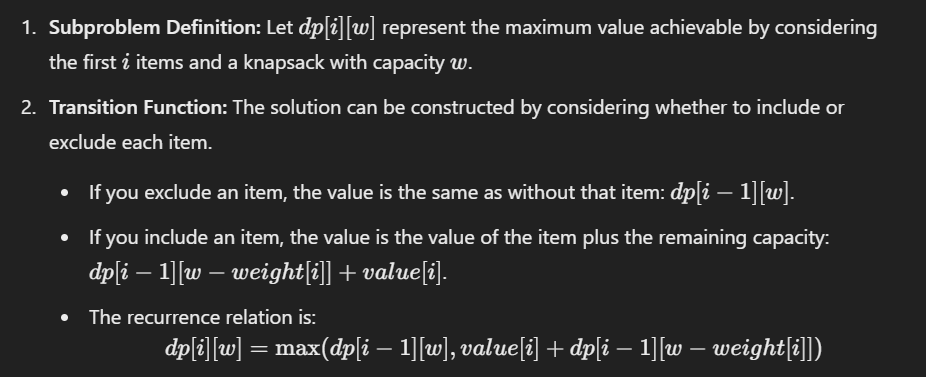 1. Subproblem Definition: Let dp[i][w] represent the maximum value achievable by considering
the first i items and a knapsack with capacity w.
2. Transition Function: The solution can be constructed by considering whether to include or
exclude each item.
• If you exclude an item, the value is the same as without that item: dp[i − 1][w].
• If you include an item, the value is the value of the item plus the remaining capacity:
dp[i − 1][w − weight[i]] + value[i].
• The recurrence relation is:
dp[i][w] = max(dp[i − 1][w], value[i] + dp[i − 1][w − weight[i]])